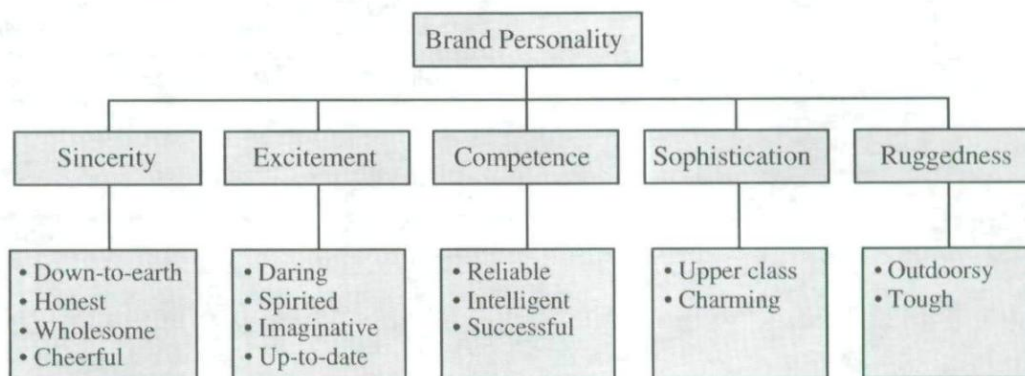 Brand Personality
Sincerity
Excitement
Competence
Sophistication
Ruggedness
• Down-to-earth
• Honest
• Wholesome
• Cheerful
• Daring
• Spirited
• Imaginative
• Up-to-date
• Reliable
• Intelligent
• Successful
• Upper class
• Charming
• Outdoorsy
• Tough